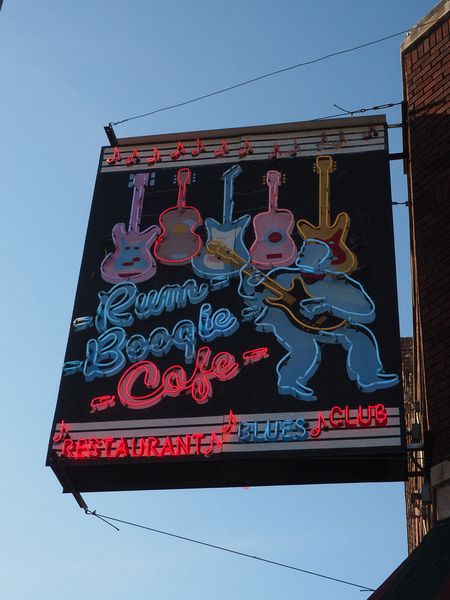 Rum
Boogie
Cafe
RESTAURANT BLUES CLUB